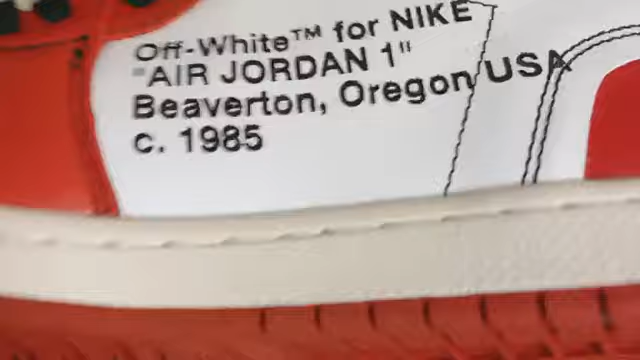 Off-White™ for NIKE
"AIR JORDAN 1"
Beaverton, Oregon USA
c. 1985